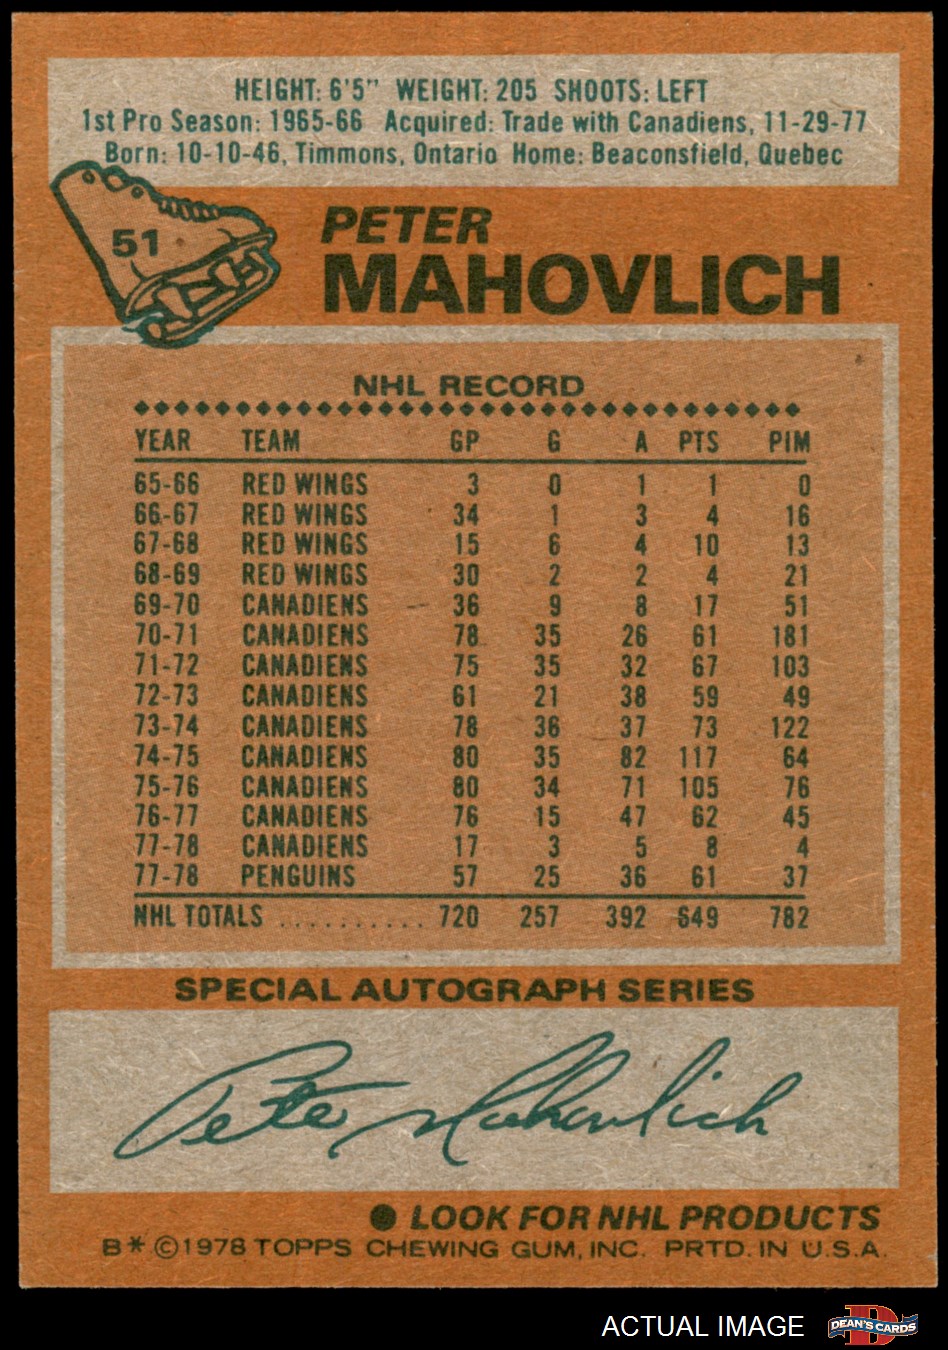 HEIGHT: 6'5" WEIGHT: 205 SHOOTS: LEFT
1st Pro Season: 1965-66 Acquired: Trade with Canadiens, 11-29-77
Born: 10-10-46, Timmons, Ontario Home: Beaconsfield, Quebec
51
PETER
MAHOVLICH
NHL RECORD
YEAR TEAM GP G A PTS PIM
65-66 RED WINGS 3 0 1 1 0
66-67 RED WINGS 34 1 3 4 16
67-68 RED WINGS 15 6 4 10 13
68-69 RED WINGS 30 2 2 4 21
69-70 CANADIENS 36 9 8 17 51
70-71 CANADIENS 78 35 26 61 181
71-72 CANADIENS 75 35 32 67 103
72-73 CANADIENS 61 21 38 59 49
73-74 CANADIENS 78 36 37 73 122
74-75 CANADIENS 80 35 82 117 64
75-76 CANADIENS 80 34 71 105 76
76-77 CANADIENS 76 15 47 62 45
77-78 CANADIENS 17 3 5 8 4
77-78 PENGUINS 57 25 36 61 37
NHL TOTALS .......... 720 257 392 649 782
SPECIAL AUTOGRAPH SERIES
Pete Mahovlich
● LOOK FOR NHL PRODUCTS
B* ©1978 TOPPS CHEWING GUM, INC. PRTD. IN U.S.A.
ACTUAL IMAGE
DEAN'S CARDS